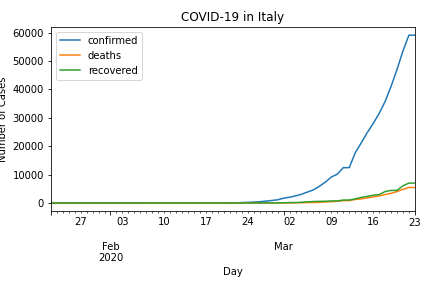 COVID-19 in Italy
60000
50000
40000
30000
20000
10000
0
Number of Cases
confirmed
deaths
recovered
27 03 10 17 24 02 09 16 23
Feb Mar
2020
Day